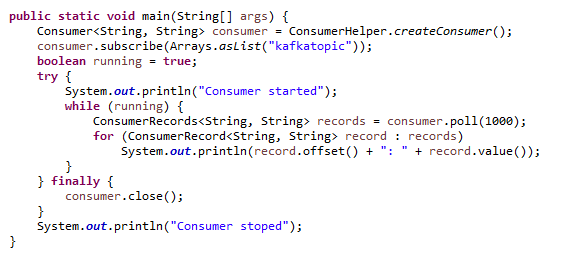 public static void main(String[] args) {
    Consumer<String, String> consumer = ConsumerHelper.createConsumer();
    consumer.subscribe(Arrays.asList("kafkatopic"));
    boolean running = true;
    try {
        System.out.println("Consumer started");
        while (running) {
            ConsumerRecords<String, String> records = consumer.poll(1000);
            for (ConsumerRecord<String, String> record : records)
                System.out.println(record.offset() + ": " + record.value());
        }
    } finally {
        consumer.close();
    }
    System.out.println("Consumer stoped");
}